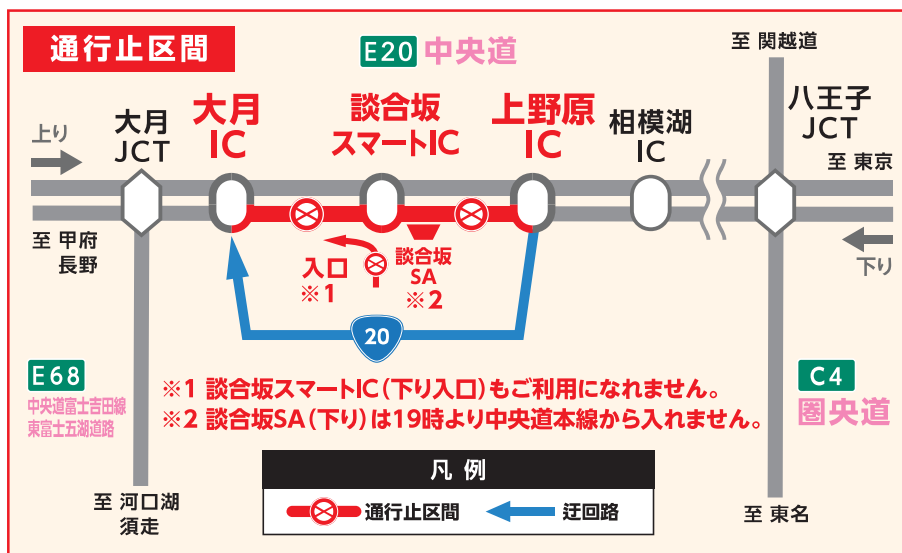 通行止区間
E20 中央道
至 関越道
上り
大月
JCT
大月
IC
談合坂
スマートIC
上野原
IC
相模湖
IC
八王子
JCT
至 東京
至 甲府
長野
入口
※1
談合坂
SA
※2
下り
20
E68
中央道富士吉田線
東富士五湖道路
※1 談合坂スマートIC(下り入口)もご利用になれません。
※2 談合坂SA(下り)は19時より中央道本線から入れません。
C4
圏央道
凡例
通行止区間
迂回路
至 河口湖
須走
至 東名